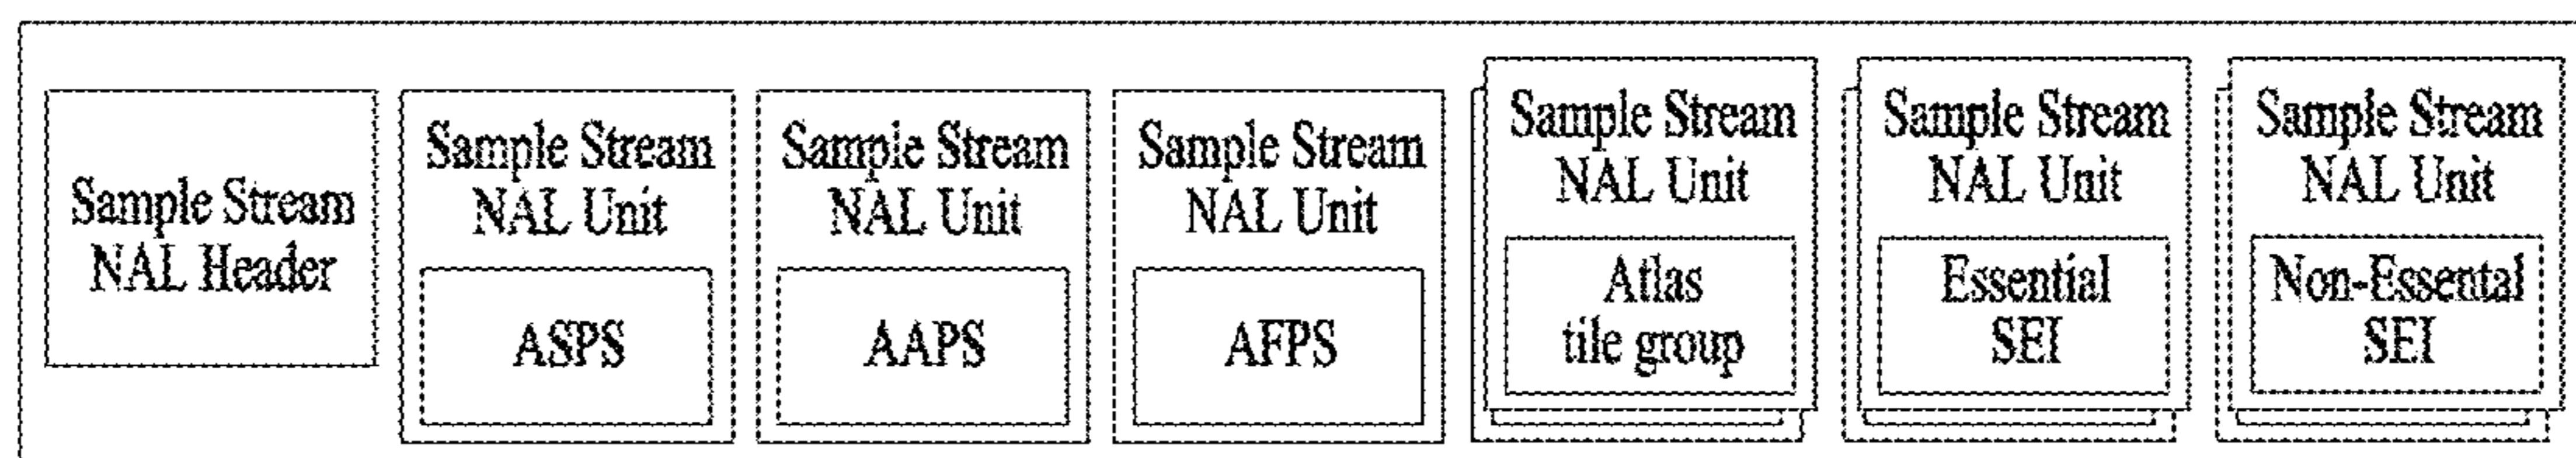 Sample Stream
NAL Header
Sample Stream
NAL Unit
ASPS
Sample Stream
NAL Unit
AAPS
Sample Stream
NAL Unit
AFPS
Sample Stream
NAL Unit
Atlas
tile group
Sample Stream
NAL Unit
Essential
SEI
Sample Stream
NAL Unit
Non-Essental
SEI